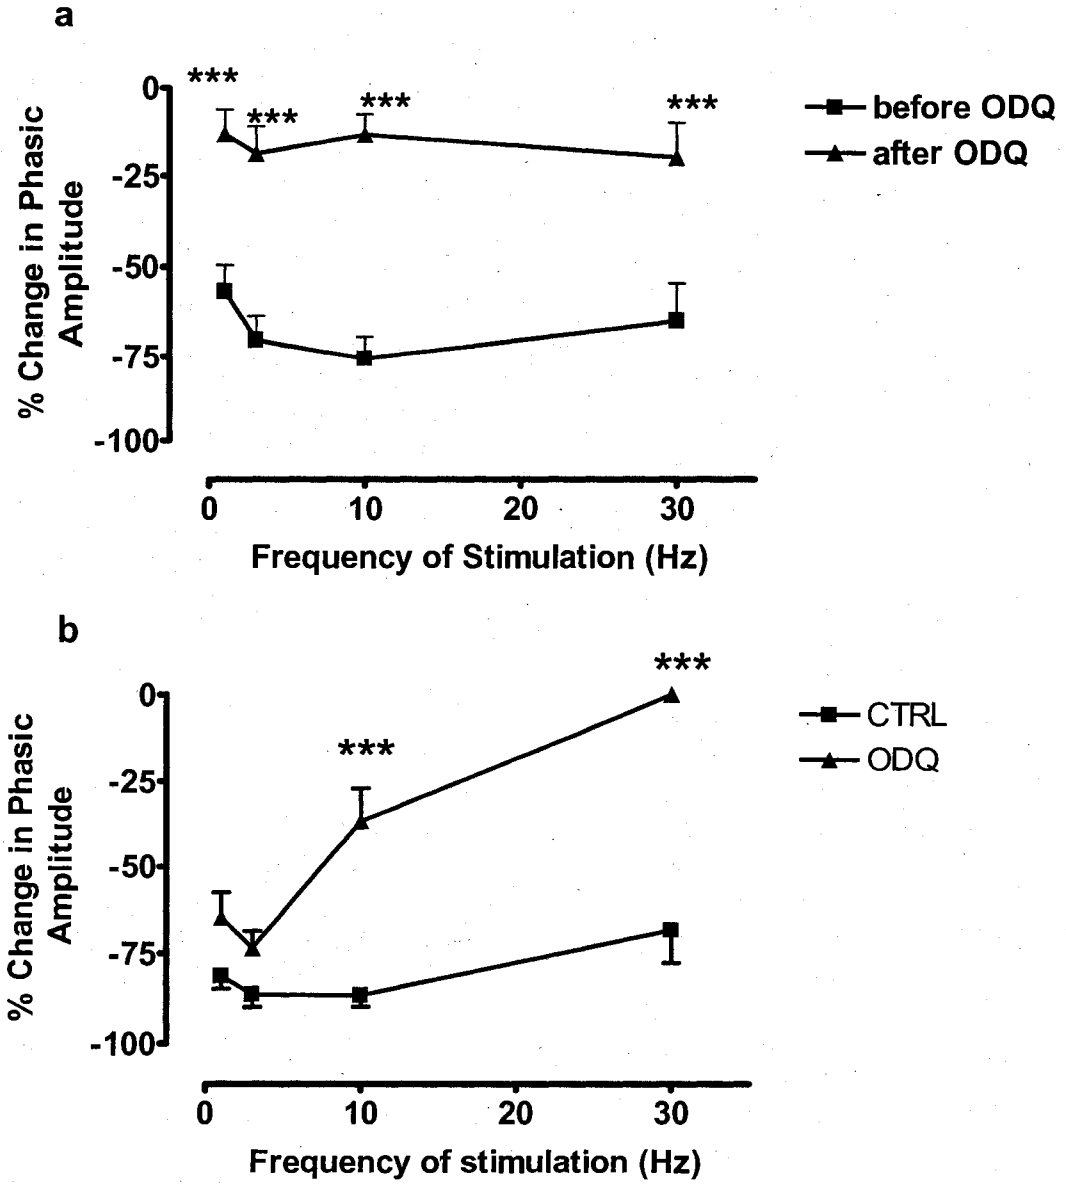 a
***
***
***
***
0
-25
-50
-75
-100
% Change in Phasic
Amplitude
before ODQ
after ODQ
0
10
20
30
Frequency of Stimulation (Hz)
b
***
***
0
-25
-50
-75
-100
% Change in Phasic
Amplitude
CTRL
ODQ
0
10
20
30
Frequency of stimulation (Hz)